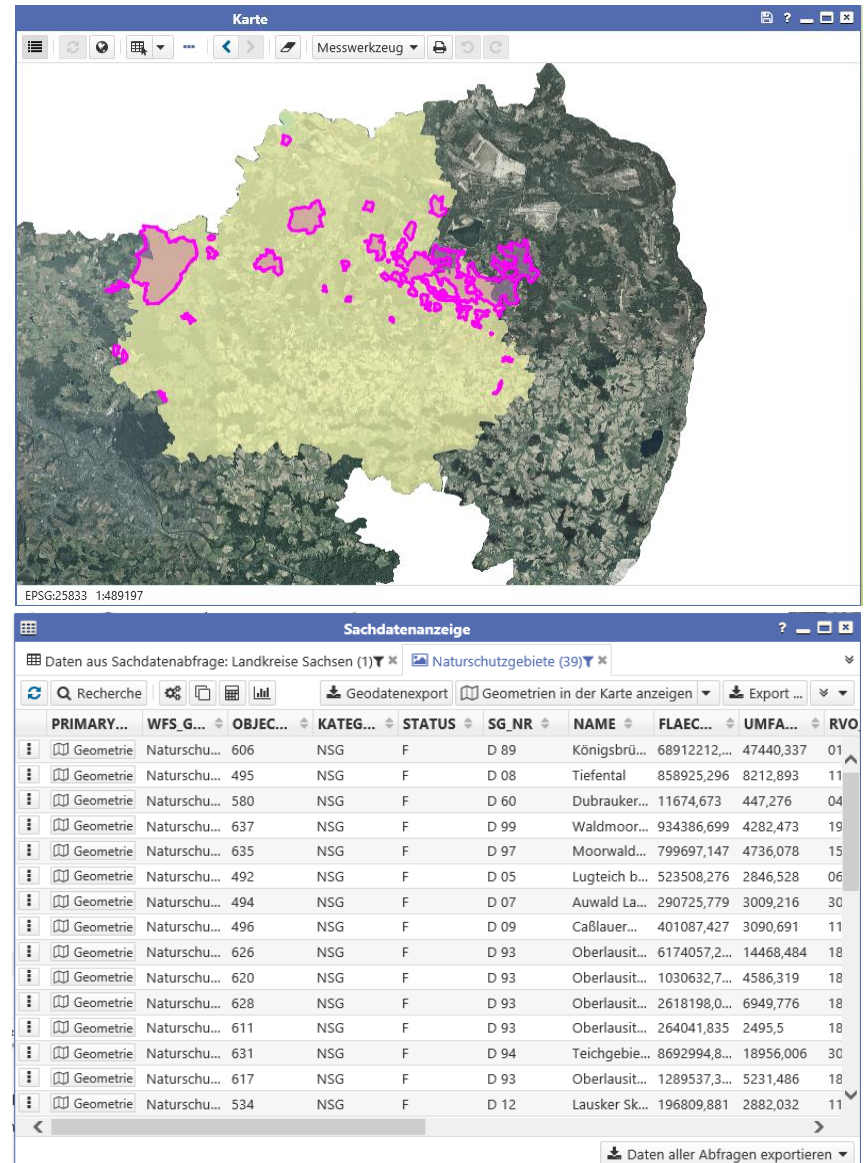 Karte ?
Messwerkzeug
EPSG:25833 1:489197
Sachdatenanzeige ?
Daten aus Sachdatenabfrage: Landkreise Sachsen (1) Naturschutzgebiete (39)
Recherche Geodatenexport Geometrien in der Karte anzeigen Export ...
PRIMARY... WFS_G... OBJEC... KATEG... STATUS SG_NR NAME FLAEC... UMFA... RVO_
Geometrie Naturschu... 606 NSG F D 89 Königsbrü... 68912212,... 47440,337 01
Geometrie Naturschu... 495 NSG F D 08 Tiefental 858925,296 8212,893 11
Geometrie Naturschu... 580 NSG F D 60 Dubrauker... 11674,673 447,276 04
Geometrie Naturschu... 637 NSG F D 99 Waldmoor... 934386,699 4282,473 19
Geometrie Naturschu... 635 NSG F D 97 Moorwald... 799697,147 4736,078 15
Geometrie Naturschu... 492 NSG F D 05 Lugteich b... 523508,276 2846,528 06
Geometrie Naturschu... 494 NSG F D 07 Auwald La... 290725,779 3009,216 30
Geometrie Naturschu... 496 NSG F D 09 Caßlauer... 401087,427 3090,691 11
Geometrie Naturschu... 626 NSG F D 93 Oberlausit... 6174057,2... 14468,484 18
Geometrie Naturschu... 620 NSG F D 93 Oberlausit... 1030632,7... 4586,319 18
Geometrie Naturschu... 628 NSG F D 93 Oberlausit... 2618198,0... 6949,776 18
Geometrie Naturschu... 611 NSG F D 93 Oberlausit... 264041,835 2495,5 18
Geometrie Naturschu... 631 NSG F D 94 Teichgebie... 8692994,8... 18956,006 30
Geometrie Naturschu... 617 NSG F D 93 Oberlausit... 1289537,3... 5231,486 18
Geometrie Naturschu... 534 NSG F D 12 Lausker Sk... 196809,881 2882,032 11
Daten aller Abfragen exportieren